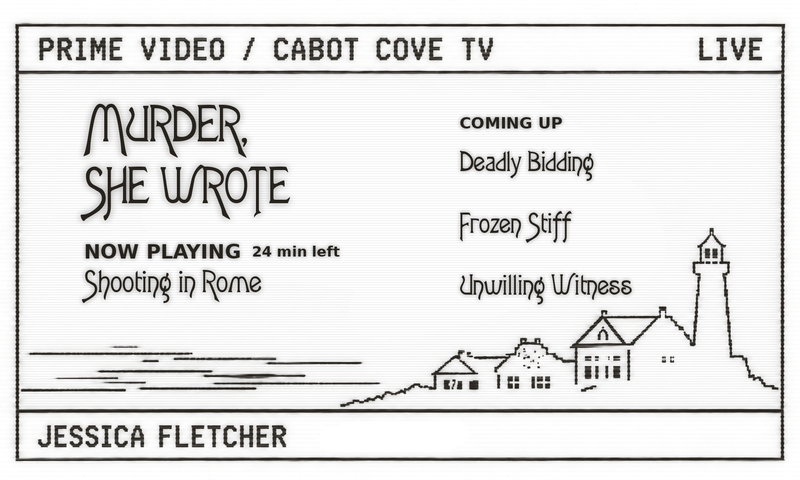 PRIME VIDEO / CABOT COVE TV
LIVE
MURDER,
SHE WROTE
NOW PLAYING 24 min left
Shooting in Rome
COMING UP
Deadly Bidding
Frozen Stiff
Unwilling Witness
JESSICA FLETCHER